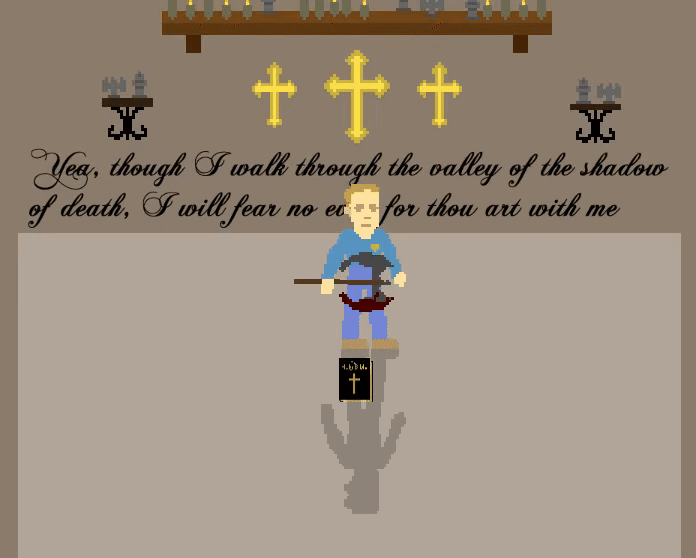 Yea, though I walk through the valley of the shadow
of death, I will fear no for thou art with me